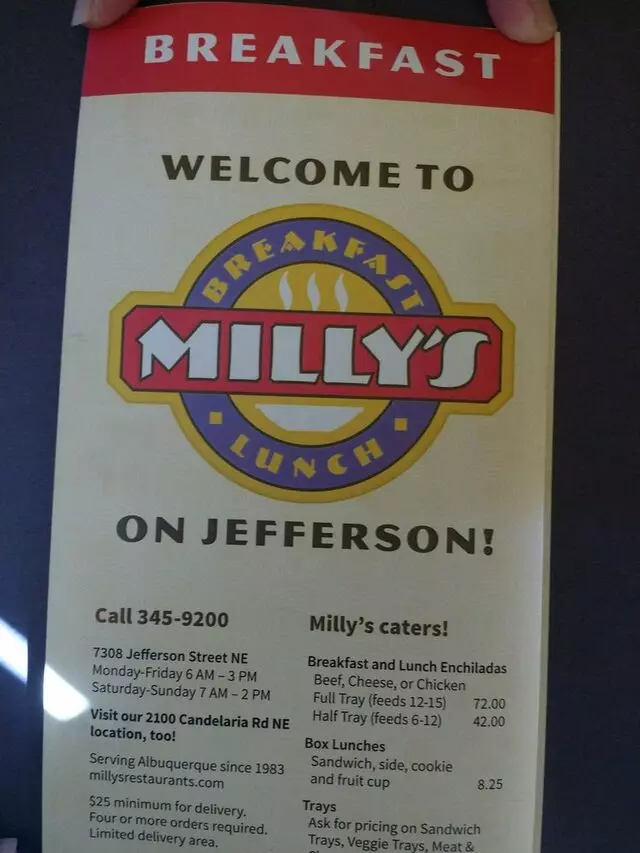 BREAKFAST
WELCOME TO
BREAKFAST
MILLY'S
LUNCH
ON JEFFERSON!
Call 345-9200
7308 Jefferson Street NE
Monday-Friday 6 AM – 3 PM
Saturday-Sunday 7 AM – 2 PM
Visit our 2100 Candelaria Rd NE
location, too!
Serving Albuquerque since 1983
millysrestaurants.com
$25 minimum for delivery.
Four or more orders required.
Limited delivery area.
Milly's caters!
Breakfast and Lunch Enchiladas
Beef, Cheese, or Chicken
Full Tray (feeds 12-15) 72.00
Half Tray (feeds 6-12) 42.00
Box Lunches
Sandwich, side, cookie
and fruit cup 8.25
Trays
Ask for pricing on Sandwich
Trays, Veggie Trays, Meat &